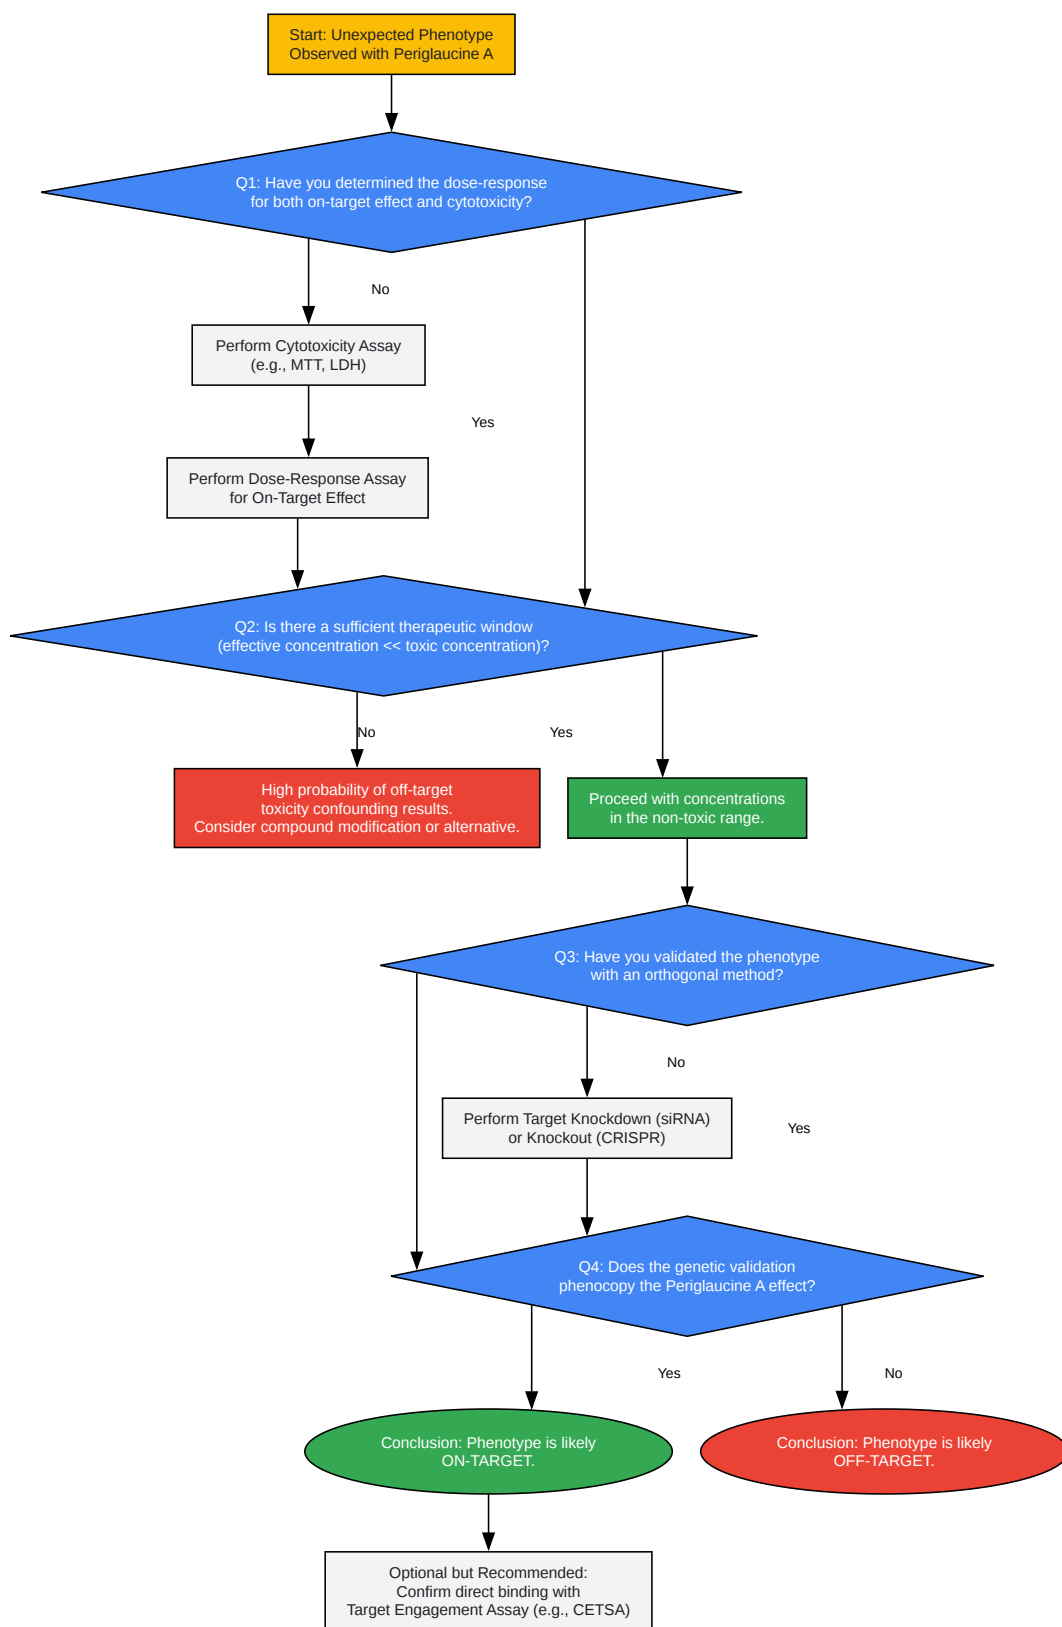 Start: Unexpected Phenotype
Observed with Periglaucine A
Q1: Have you determined the dose-response
for both on-target effect and cytotoxicity?
No
Perform Cytotoxicity Assay
(e.g., MTT, LDH)
Yes
Perform Dose-Response Assay
for On-Target Effect
Q2: Is there a sufficient therapeutic window
(effective concentration << toxic concentration)?
No
Yes
High probability of off-target
toxicity confounding results.
Consider compound modification or alternative.
Proceed with concentrations
in the non-toxic range.
Q3: Have you validated the phenotype
with an orthogonal method?
No
Perform Target Knockdown (siRNA)
or Knockout (CRISPR)
Yes
Q4: Does the genetic validation
phenocopy the Periglaucine A effect?
Yes
No
Conclusion: Phenotype is likely
ON-TARGET.
Conclusion: Phenotype is likely
OFF-TARGET.
Optional but Recommended:
Confirm direct binding with
Target Engagement Assay (e.g., CETSA)